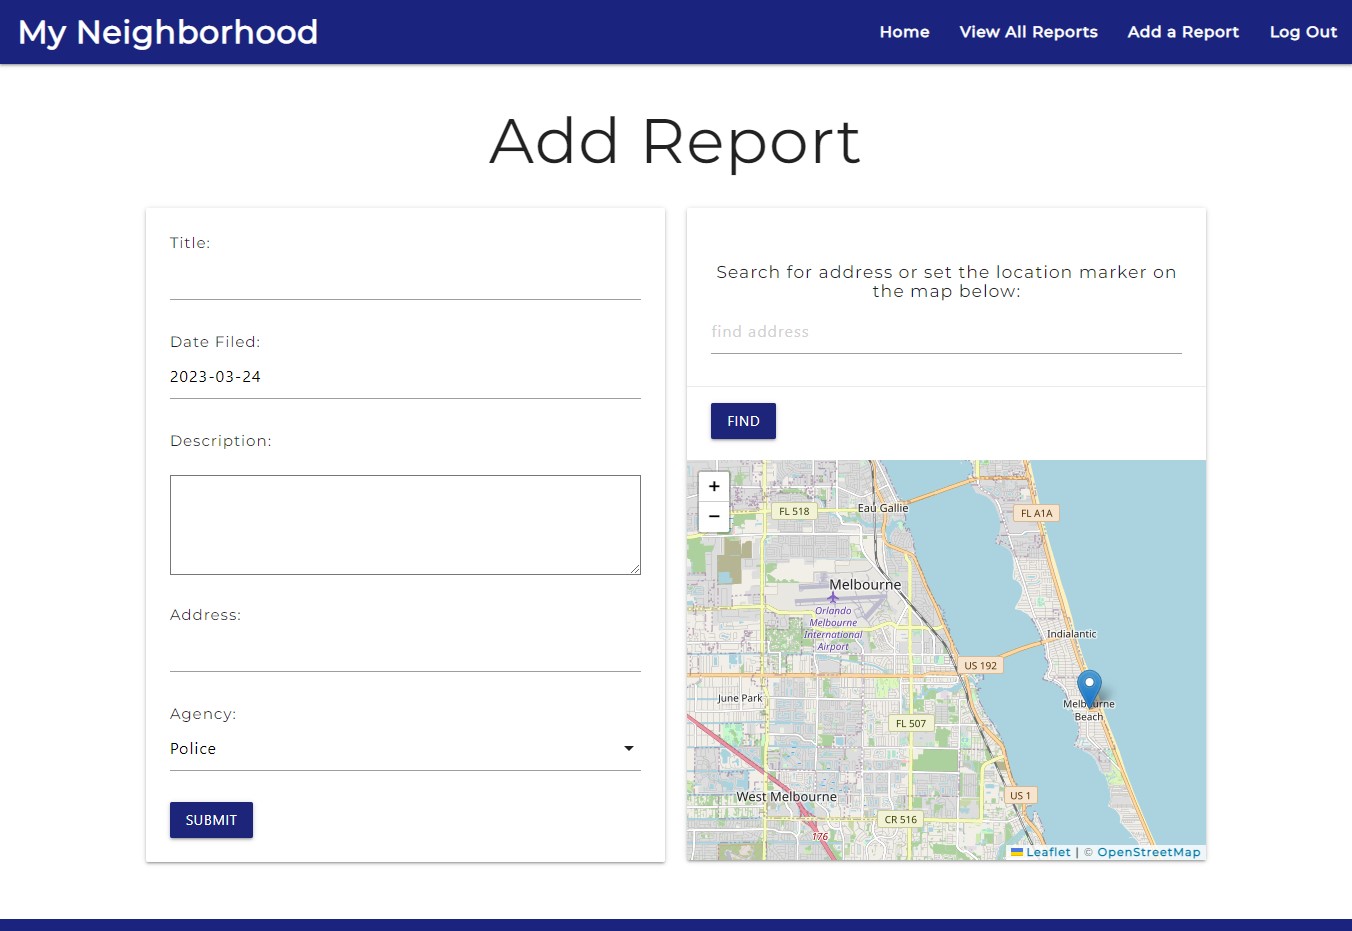 My Neighborhood
Home
View All Reports
Add a Report
Log Out
Add Report
Title:
Date Filed:
2023-03-24
Description:
Address:
Agency:
Police
SUBMIT
Search for address or set the location marker on
the map below:
find address
FIND
+
−
FL 518
Eau Gallie
FL A1A
Melbourne
Orlando
Melbourne
International
Airport
Indialantic
US 192
June Park
Melbourne
Beach
FL 507
West Melbourne
US 1
CR 516
176
Leaflet | © OpenStreetMap